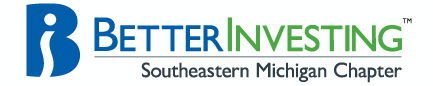 BETTERINVESTING™
Southeastern Michigan Chapter